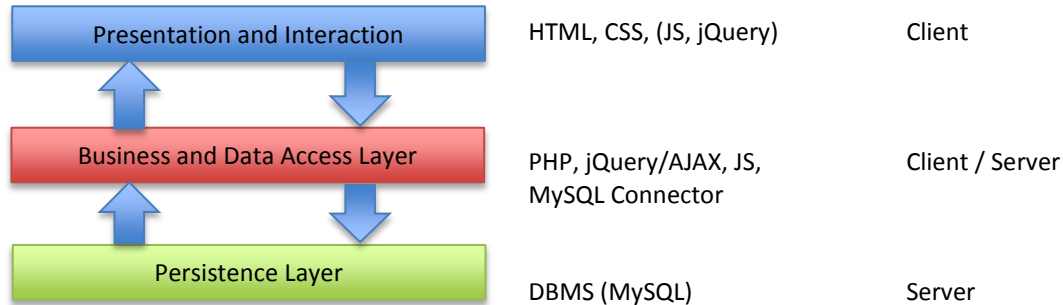 Presentation and Interaction
HTML, CSS, (JS, jQuery)
Client
Business and Data Access Layer
PHP, jQuery/AJAX, JS,
MySQL Connector
Client / Server
Persistence Layer
DBMS (MySQL)
Server